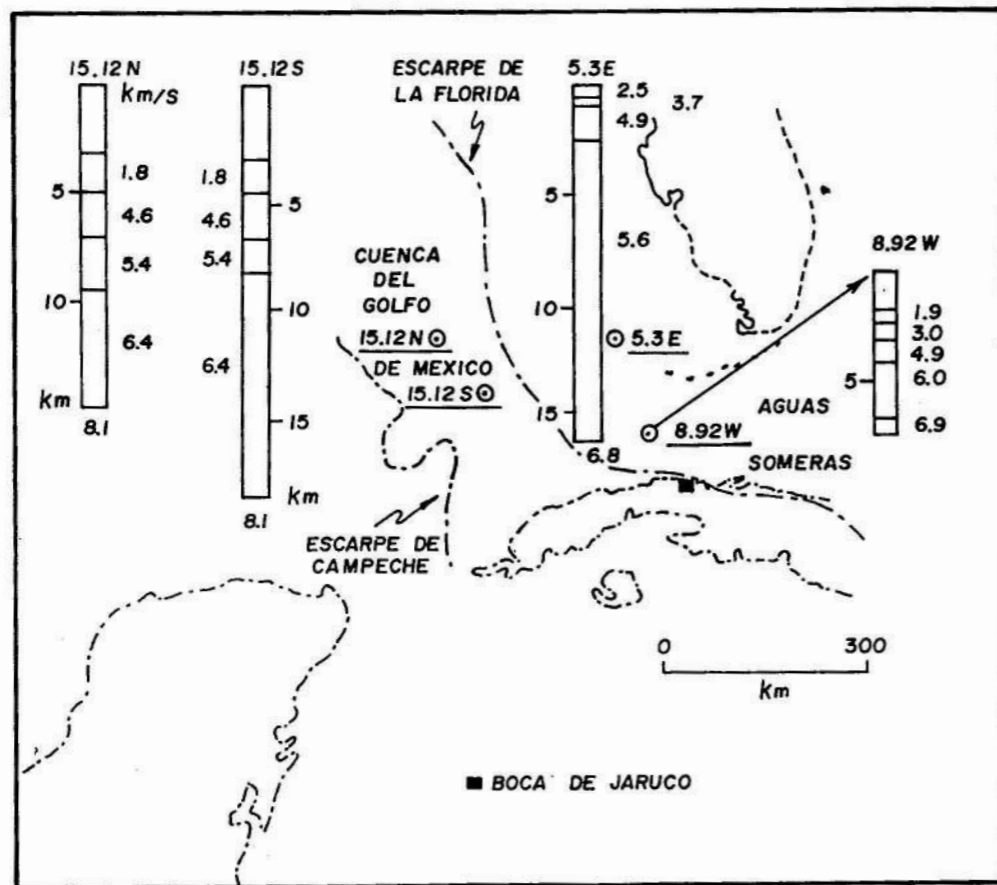 15.12 N
km/s
1.8
4.6
5
5.4
10
6.4
km
8.1
15.12 S
1.8
5
4.6
5.4
10
6.4
15
km
8.1
ESCARPE DE
LA FLORIDA
5.3E
2.5
3.7
4.9
5
5.6
10
15
6.8
8.92 W
1.9
3.0
4.9
5
6.0
6.9
CUENCA
DEL
GOLFO
15.12N
DE MEXICO
15.12 S
5.3 E
8.92W
AGUAS
SOMERAS
ESCARPE DE
CAMPECHE
0 300
km
BOCA DE JARUCO